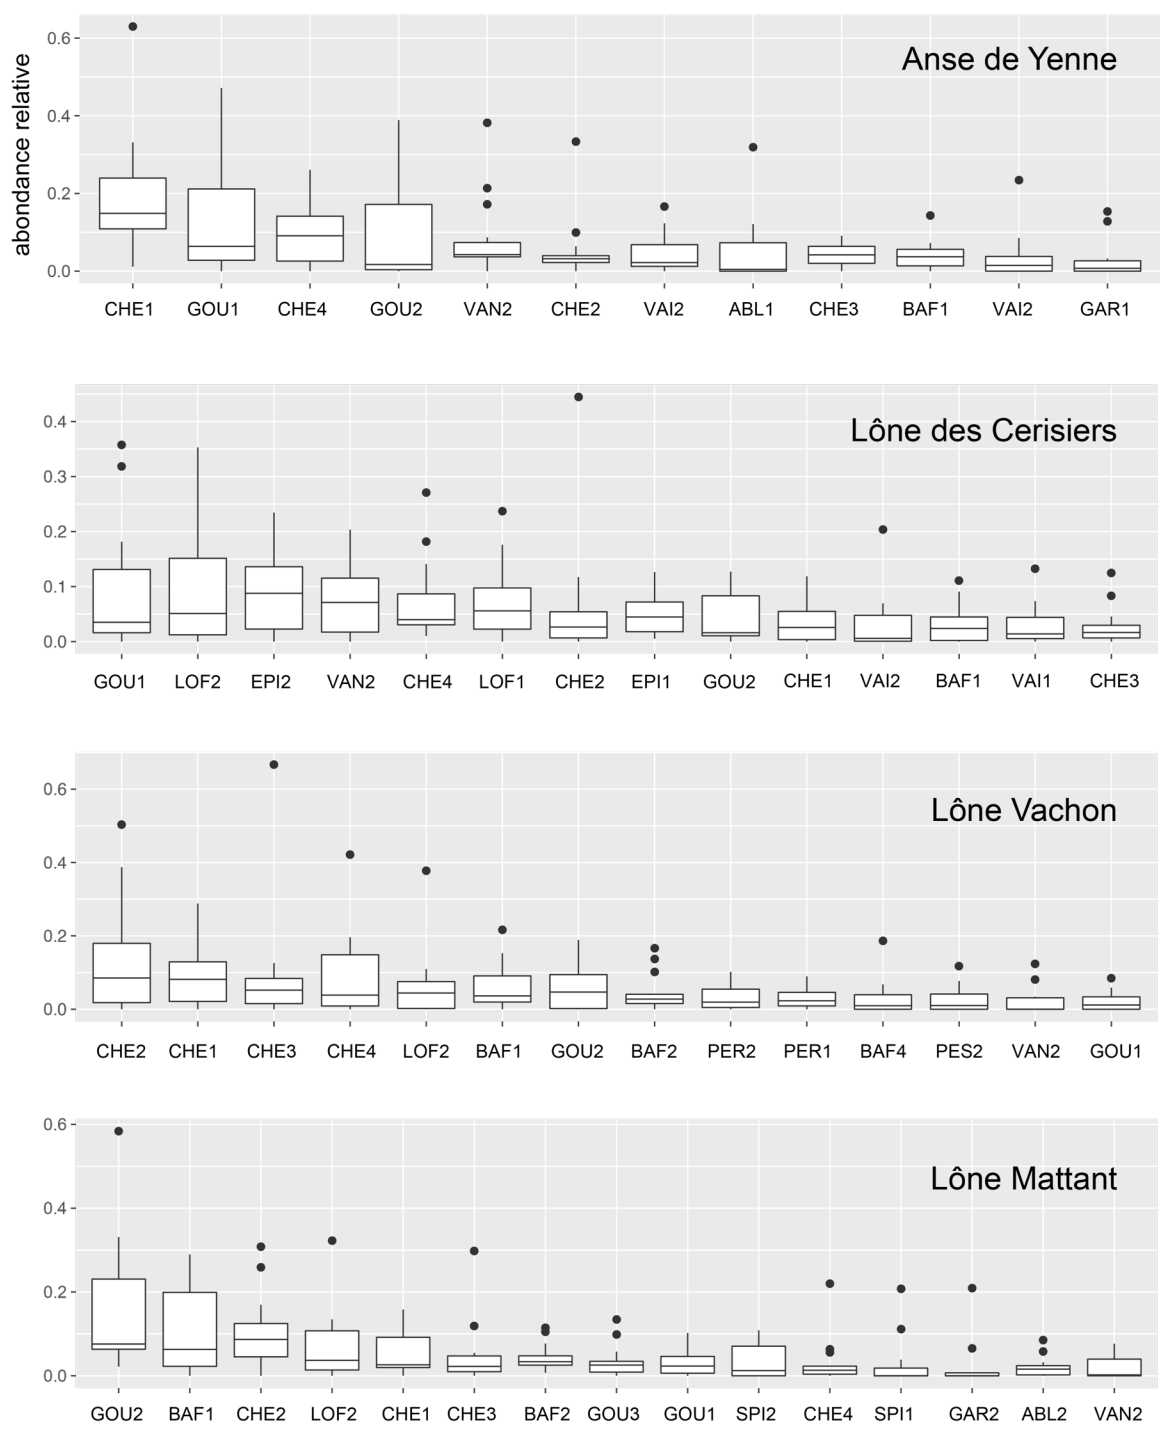 abondance relative
Anse de Yenne
0.6
0.4
0.2
0.0
CHE1 GOU1 CHE4 GOU2 VAN2 CHE2 VAI2 ABL1 CHE3 BAF1 VAI2 GAR1
Lône des Cerisiers
0.4
0.3
0.2
0.1
0.0
GOU1 LOF2 EPI2 VAN2 CHE4 LOF1 CHE2 EPI1 GOU2 CHE1 VAI2 BAF1 VAI1 CHE3
Lône Vachon
0.6
0.4
0.2
0.0
CHE2 CHE1 CHE3 CHE4 LOF2 BAF1 GOU2 BAF2 PER2 PER1 BAF4 PES2 VAN2 GOU1
Lône Mattant
0.6
0.4
0.2
0.0
GOU2 BAF1 CHE2 LOF2 CHE1 CHE3 BAF2 GOU3 GOU1 SPI2 CHE4 SPI1 GAR2 ABL2 VAN2